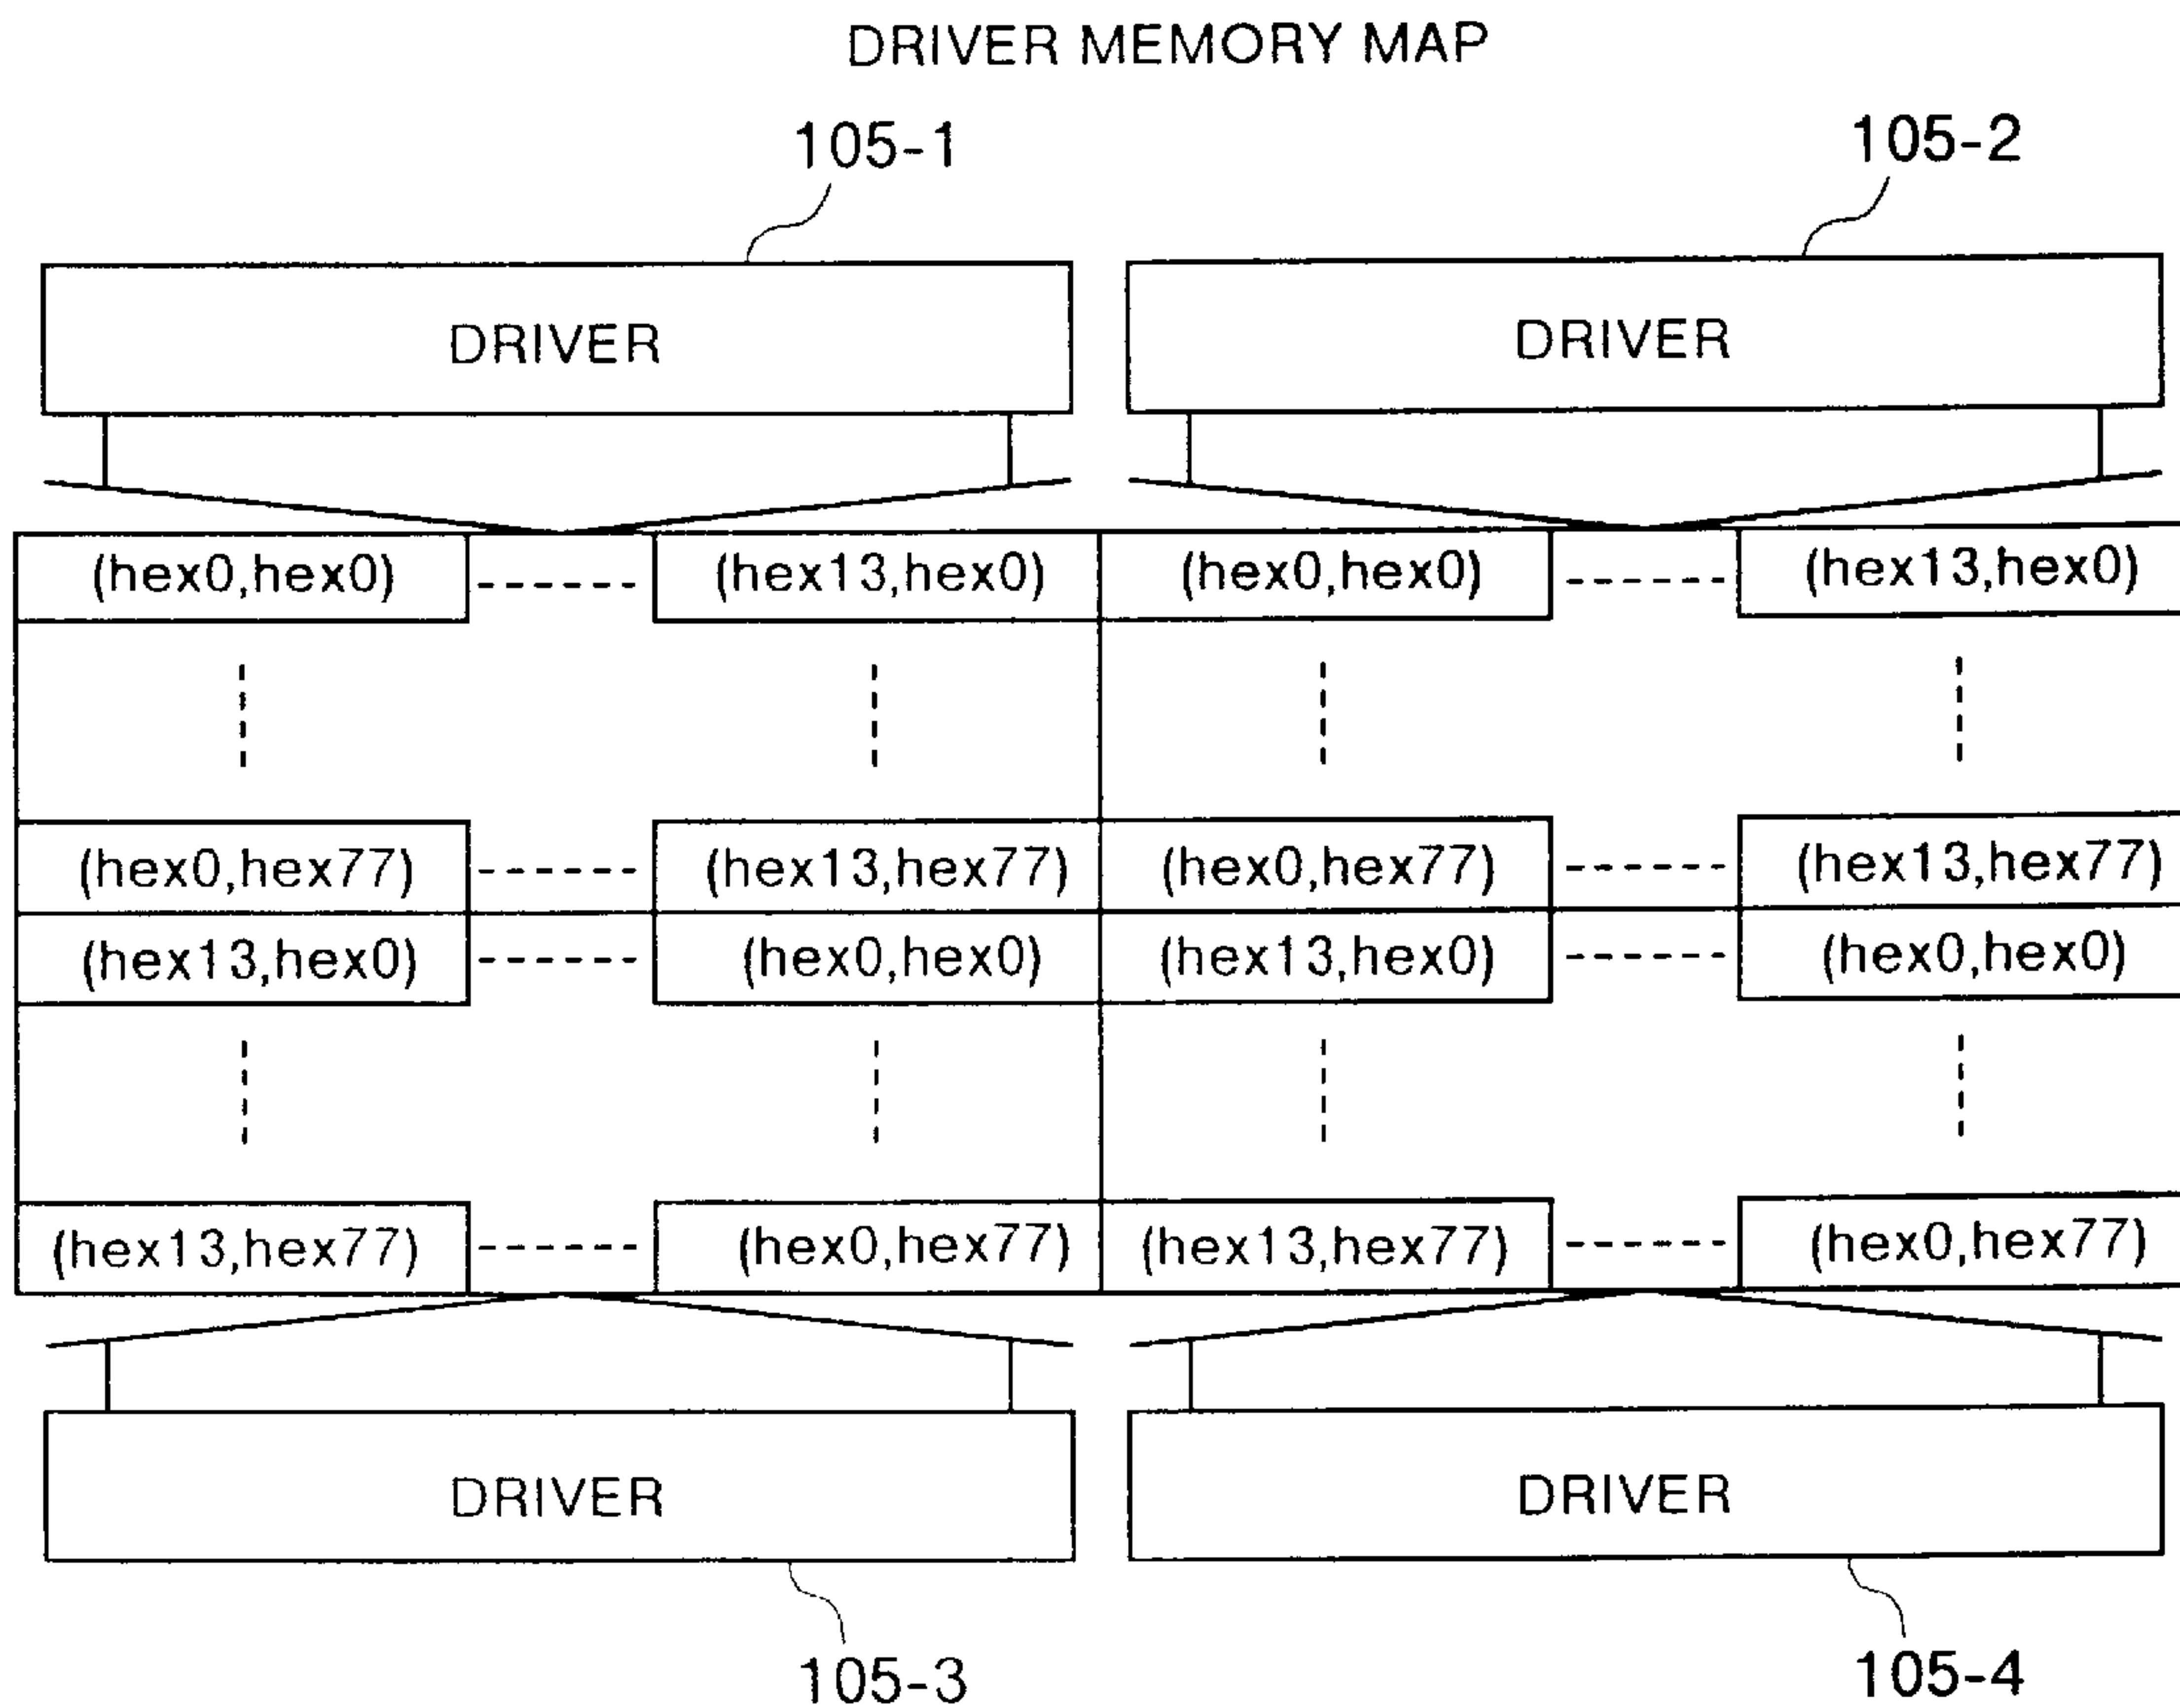 DRIVER MEMORY MAP
105-1 105-2
DRIVER DRIVER
(hex0,hex0) (hex13,hex0) (hex0,hex0) (hex13,hex0)
(hex0,hex77) (hex13,hex77) (hex0,hex77) (hex13,hex77)
(hex13,hex0) (hex0,hex0) (hex13,hex0) (hex0,hex0)
(hex13,hex77) (hex0,hex77) (hex13,hex77) (hex0,hex77)
DRIVER DRIVER
105-3 105-4